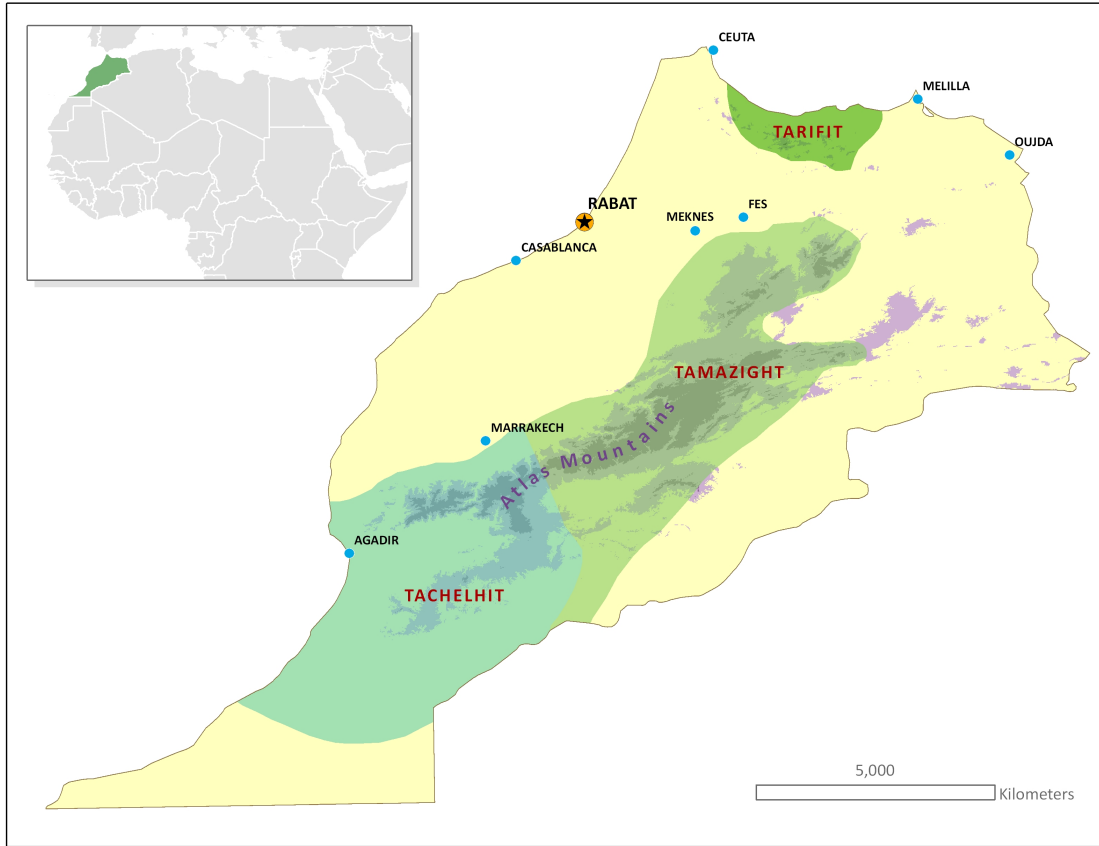 CEUTA
MELILLA
TARIFIT
OUJDA
RABAT
MEKNES
FES
CASABLANCA
TAMAZIGHT
MARRAKECH
Atlas Mountains
AGADIR
TACHELHIT
5,000
Kilometers